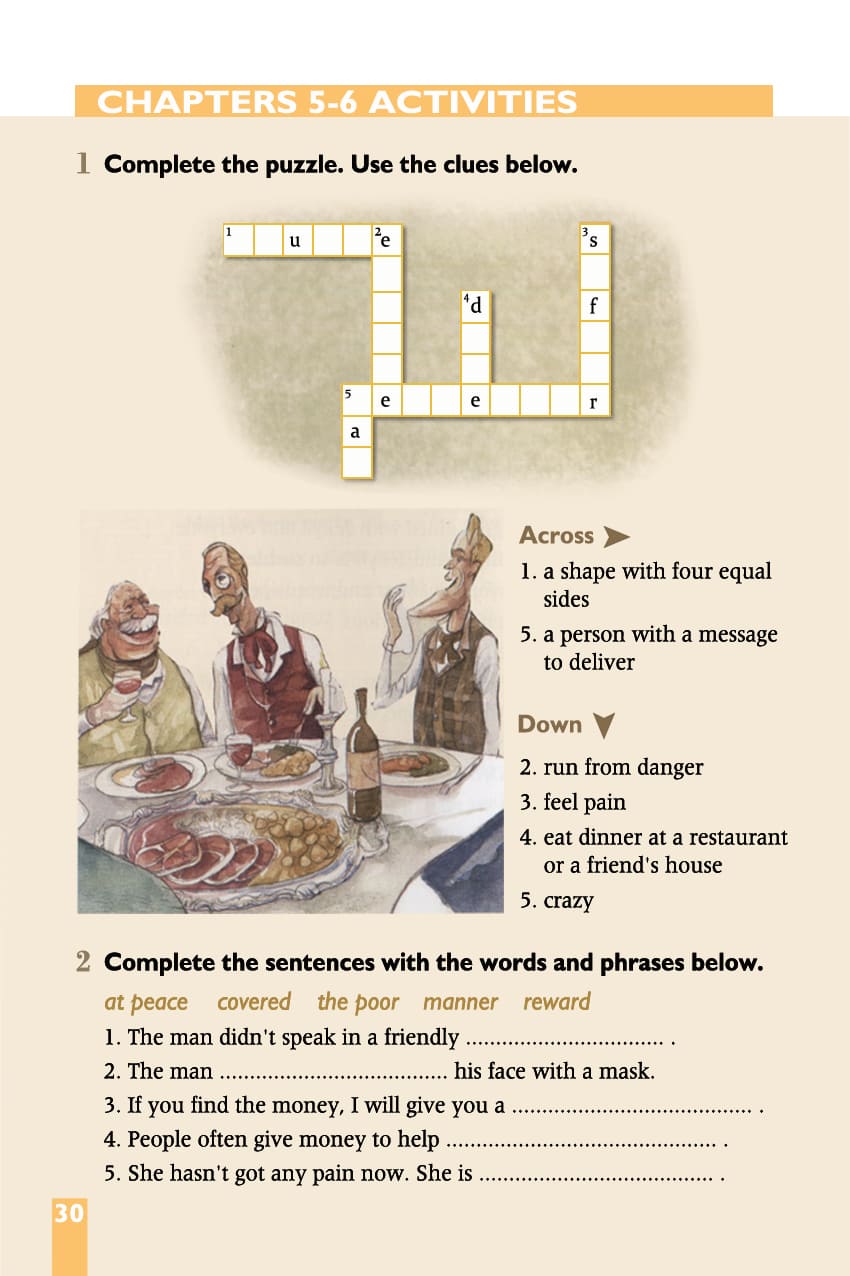 CHAPTERS 5-6 ACTIVITIES
1 Complete the puzzle. Use the clues below.
1 u 2 e 3 s
4 d f
5 e e r
a
Across
1. a shape with four equal
sides
5. a person with a message
to deliver
Down
2. run from danger
3. feel pain
4. eat dinner at a restaurant
or a friend's house
5. crazy
2 Complete the sentences with the words and phrases below.
at peace covered the poor manner reward
1. The man didn't speak in a friendly ................................. .
2. The man ...................................... his face with a mask.
3. If you find the money, I will give you a ........................................ .
4. People often give money to help ............................................. .
5. She hasn't got any pain now. She is ....................................... .
30